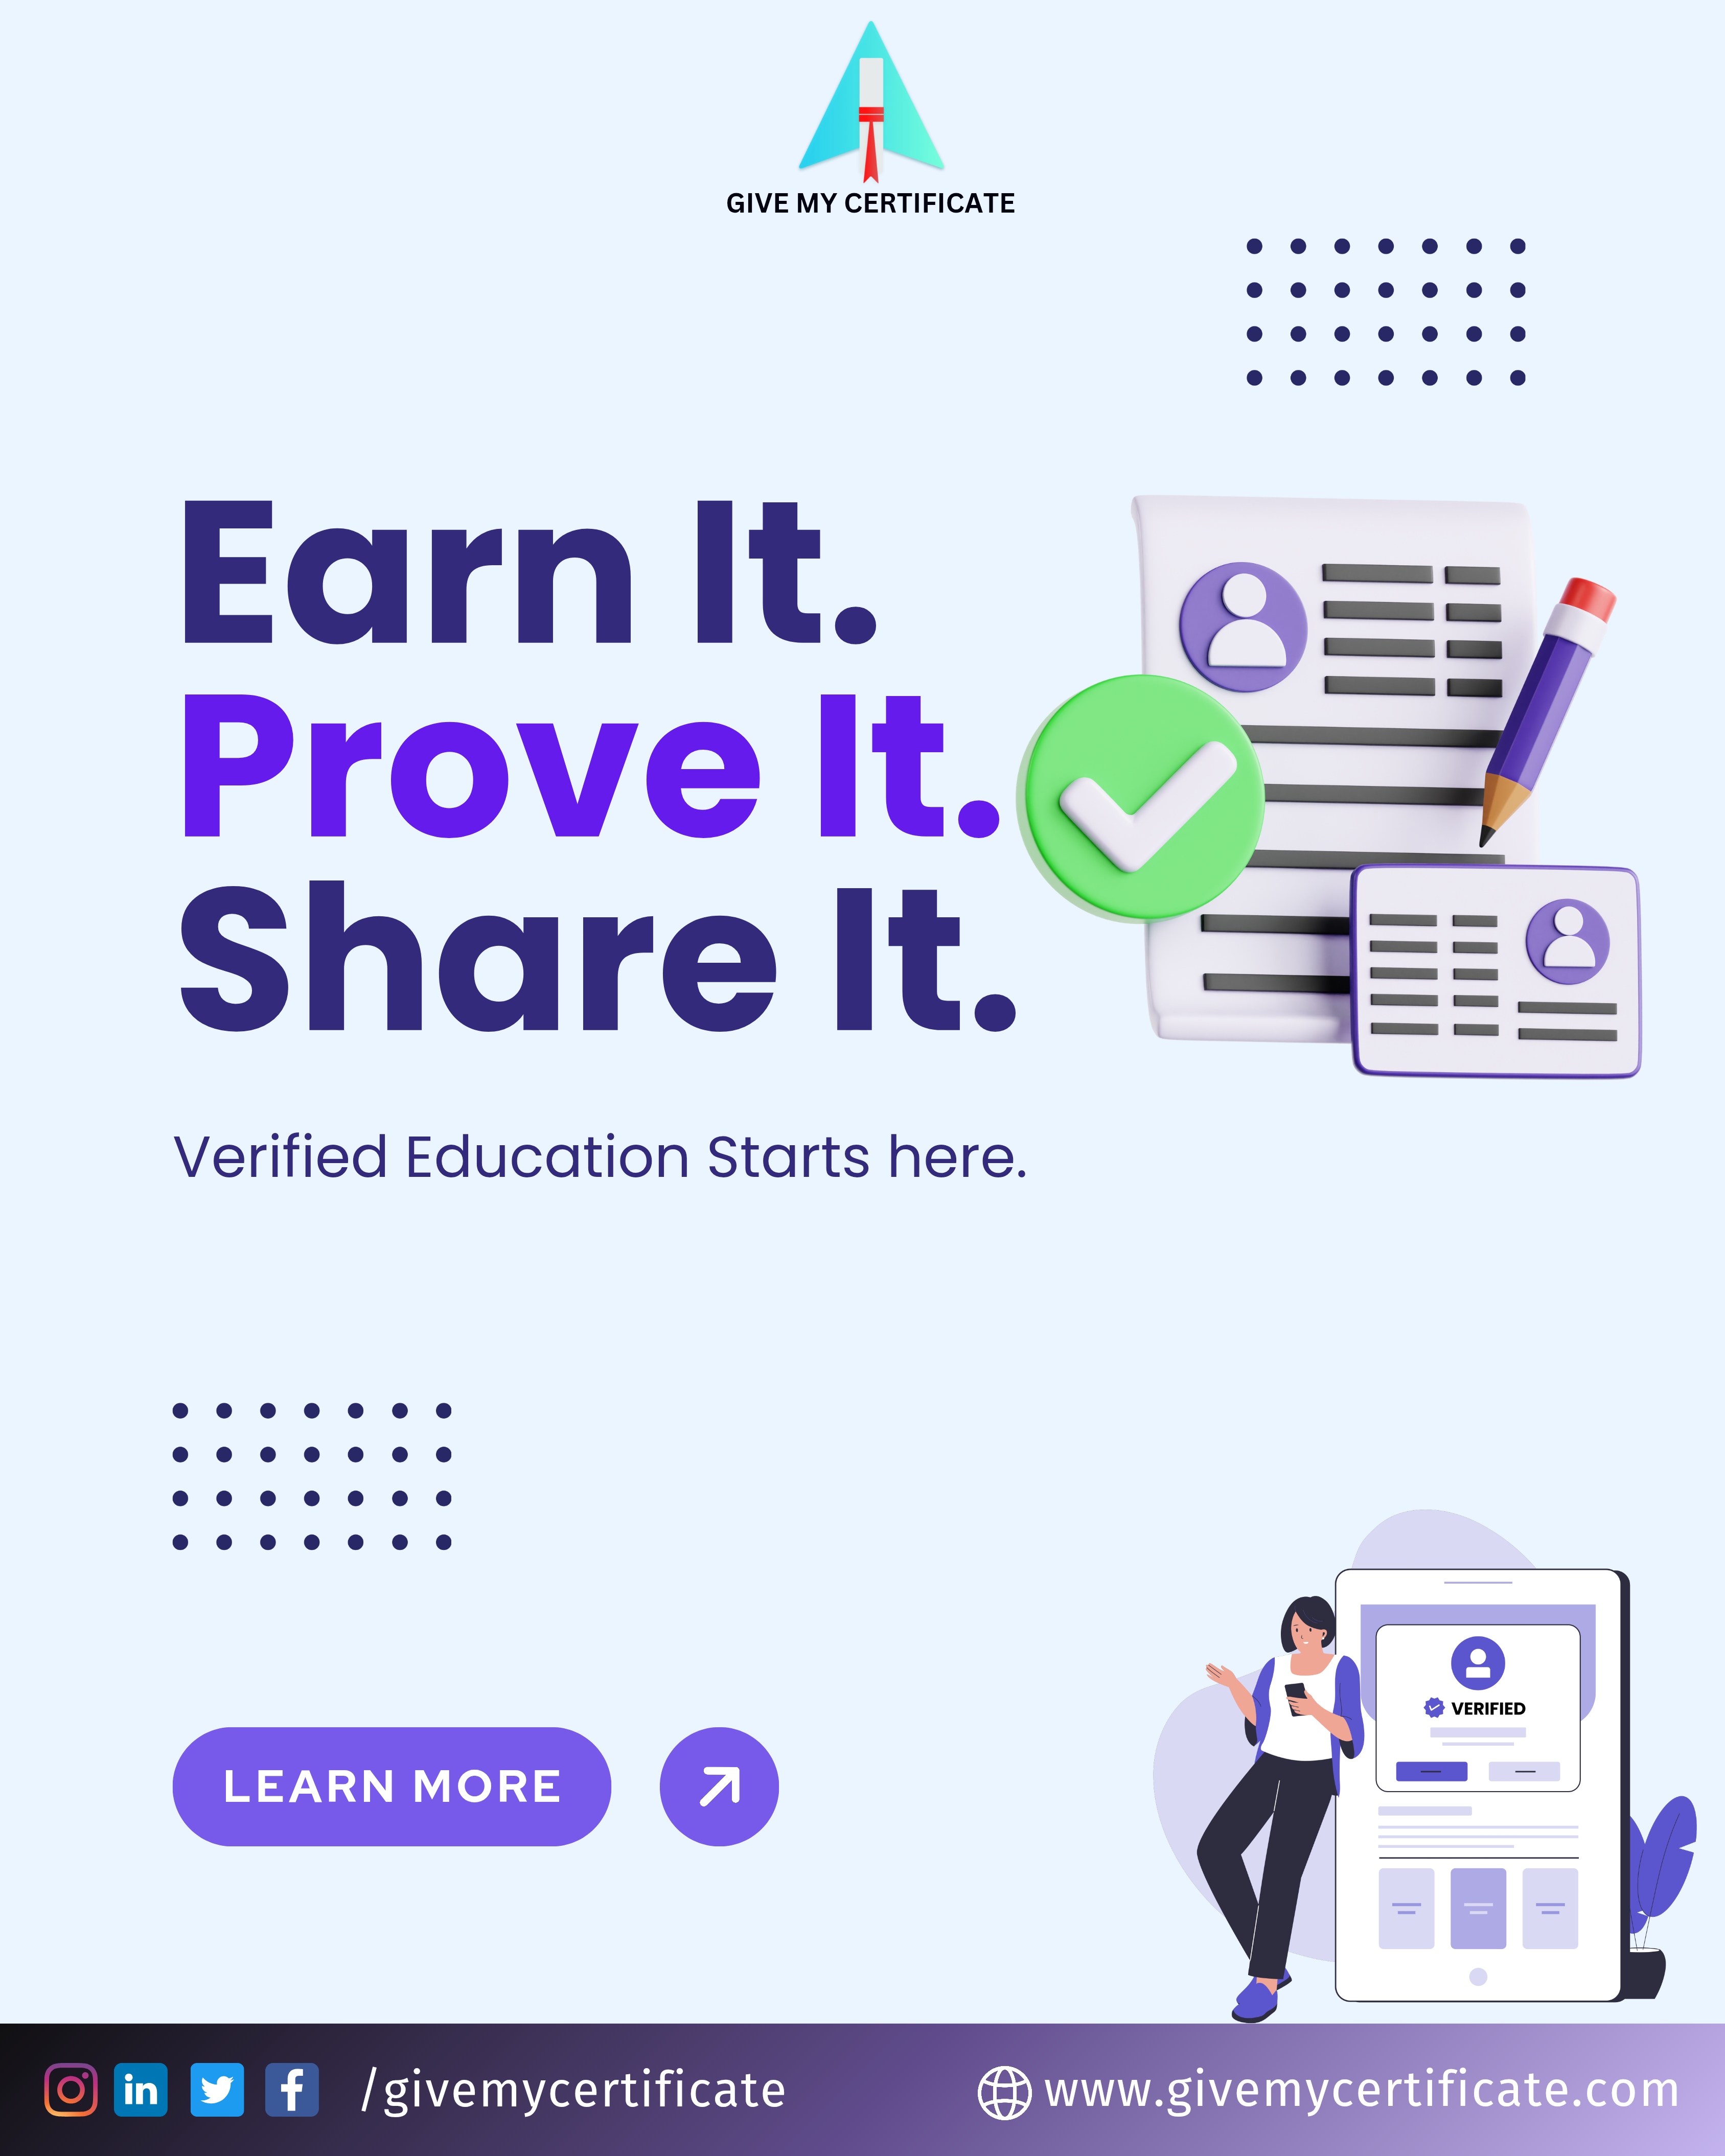 GIVE MY CERTIFICATE
Earn It.
Prove It.
Share It.
Verified Education Starts here.
VERIFIED
LEARN MORE
in
/givemycertificate
www.givemycertificate.com